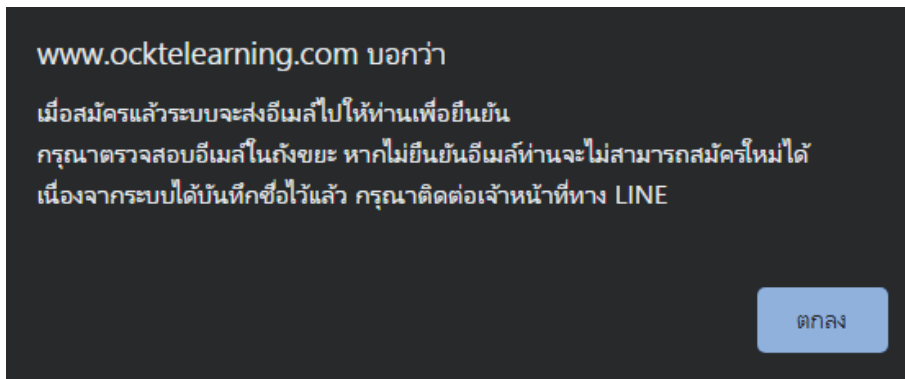 www.ocktelearning.com บอกว่า
เมื่อสมัครแล้วระบบจะส่งอีเมล์ไปให้ท่านเพื่อยืนยัน
กรุณาตรวจสอบอีเมล์ในถังขยะ หากไม่ยืนยันอีเมล์ท่านจะไม่สามารถสมัครใหม่ได้
เนื่องจากระบบได้บันทึกชื่อไว้แล้ว กรุณาติดต่อเจ้าหน้าที่ทาง LINE
ตกลง